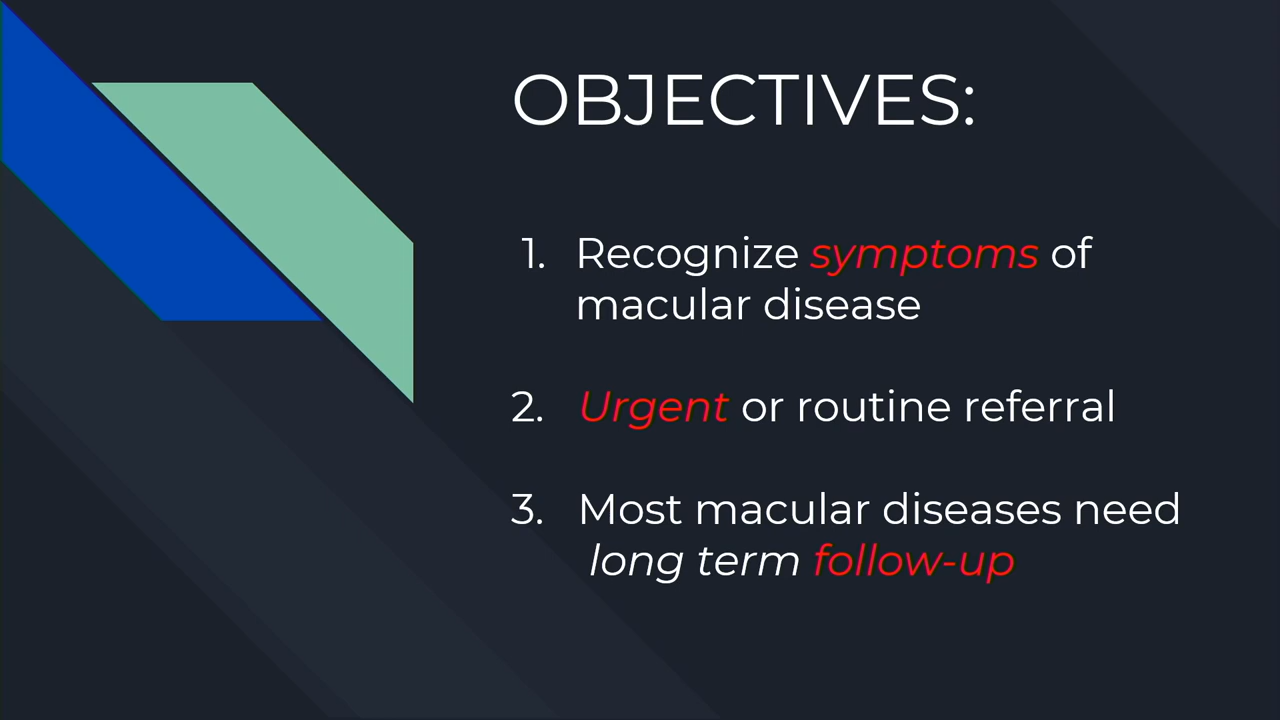 OBJECTIVES:
1. Recognize symptoms of
macular disease
2. Urgent or routine referral
3. Most macular diseases need
long term follow-up